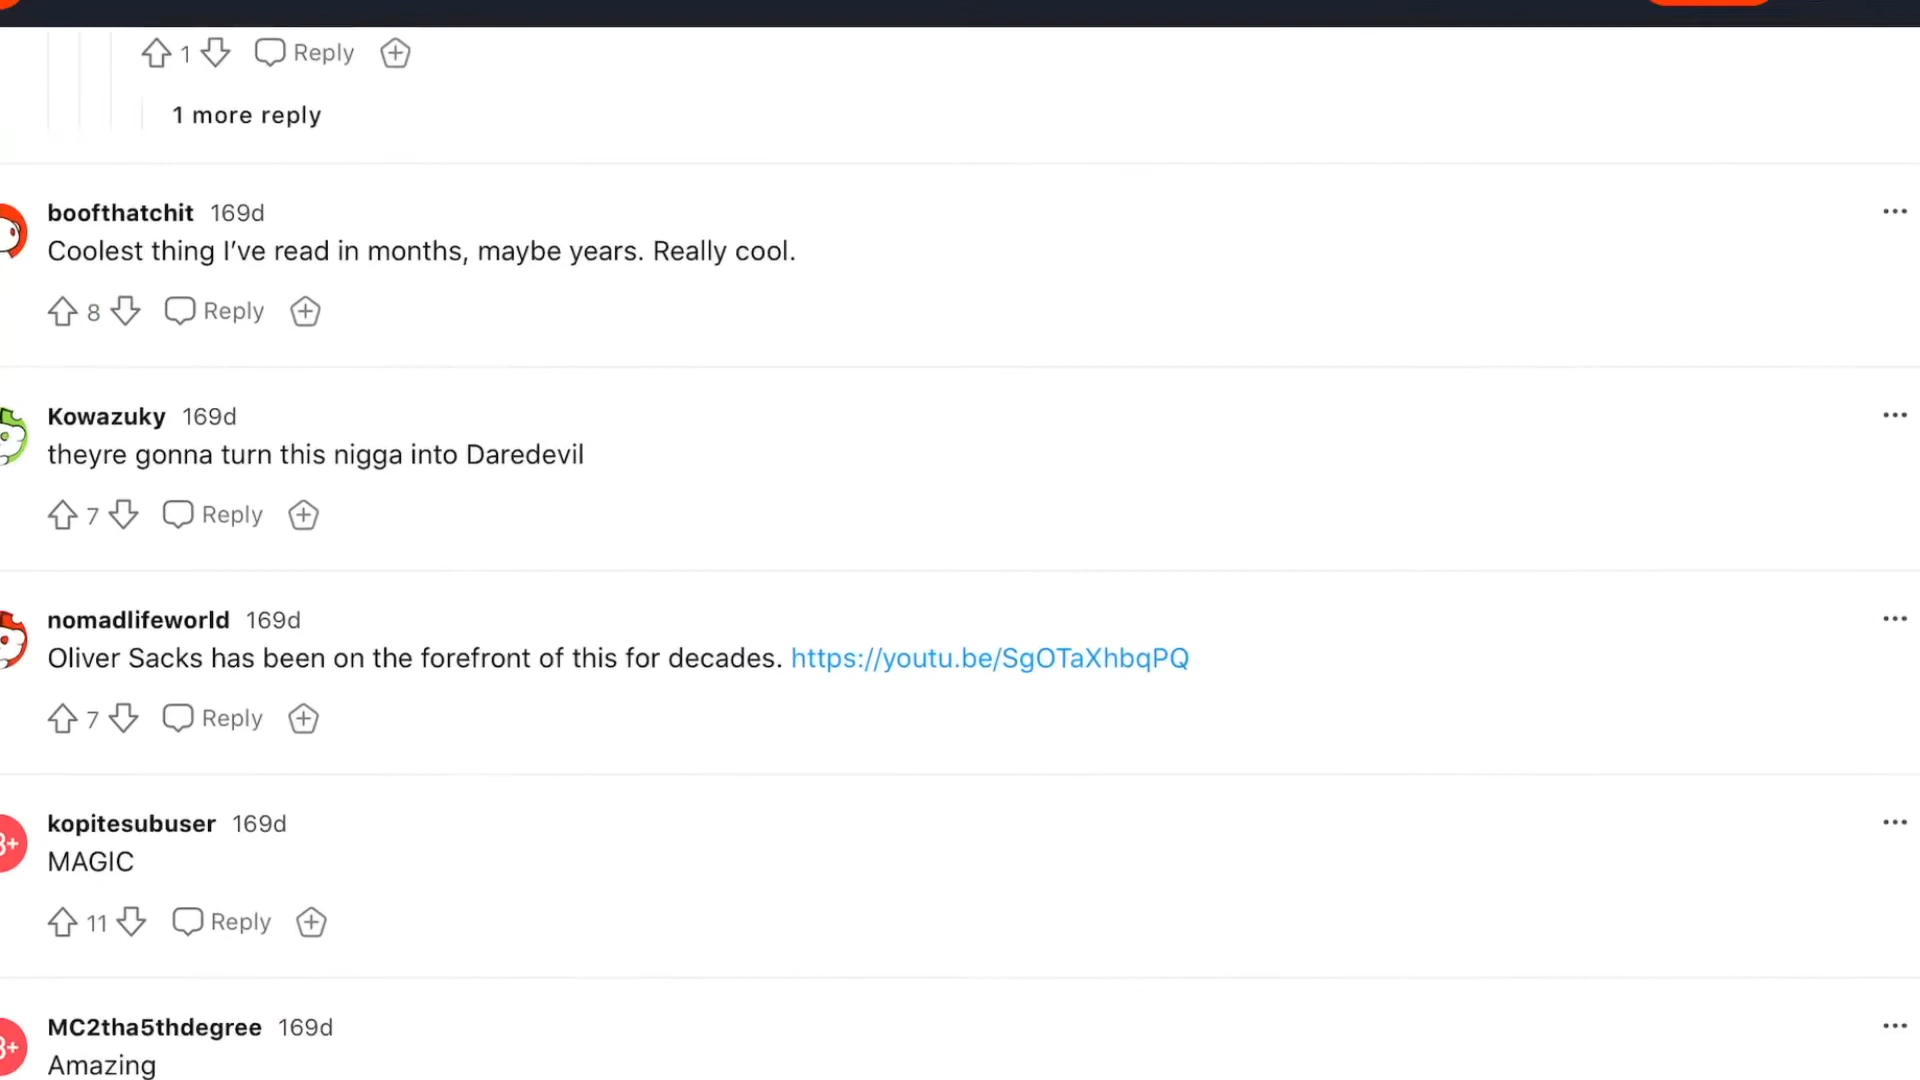 1 Reply
1 more reply
boofthatchit 169d
Coolest thing I’ve read in months, maybe years. Really cool.
8 Reply
Kowazuky 169d
theyre gonna turn this nigga into Daredevil
7 Reply
nomadlifeworld 169d
Oliver Sacks has been on the forefront of this for decades. https://youtu.be/SgOTaXhbqPQ
7 Reply
kopitesubuser 169d
MAGIC
11 Reply
MC2tha5thdegree 169d
Amazing